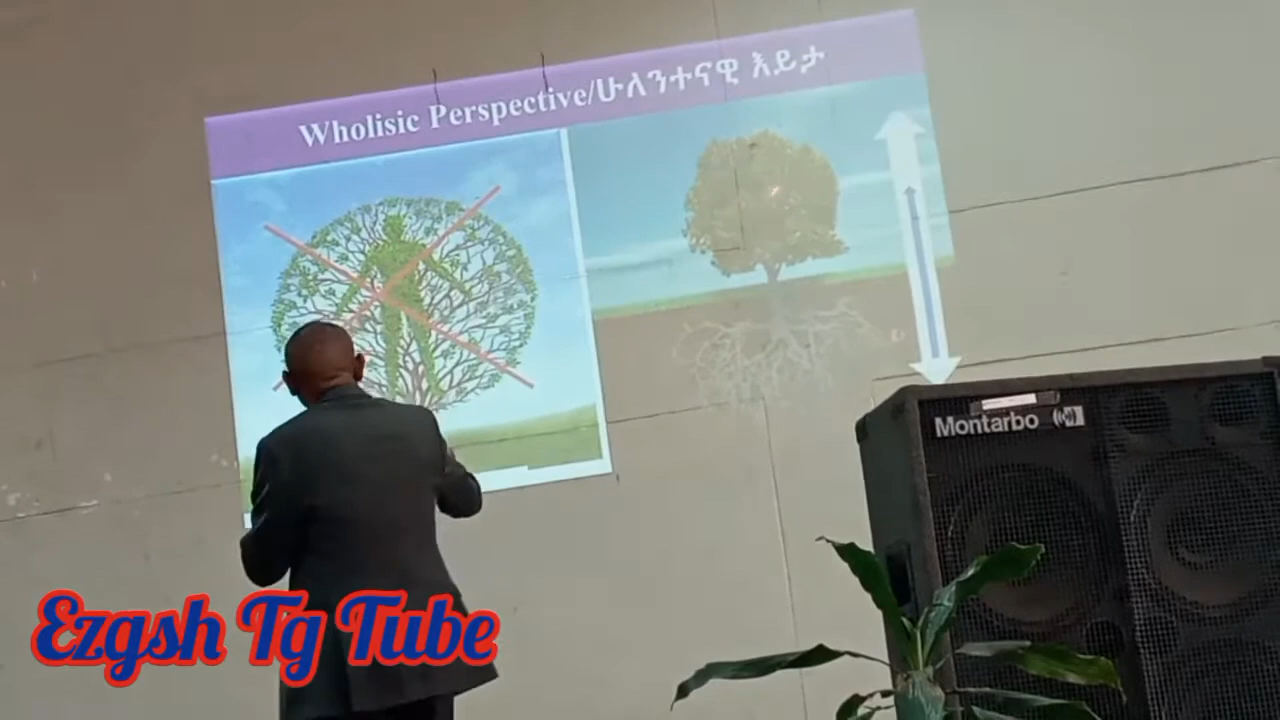 Wholisic Perspective/ሁለንተናዊ እይታ
Montarbo
Ezgsh Tg Tube